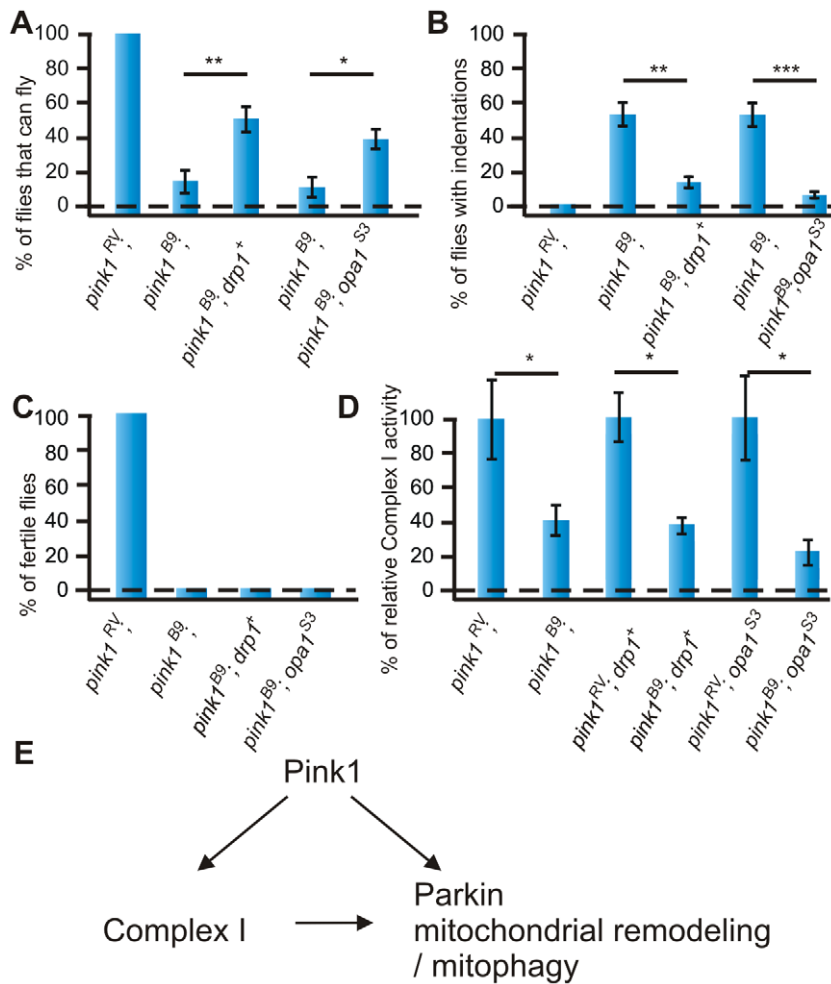 A
% of flies that can fly
100
80
60
40
20
0
**
*
pink1 RV;
pink1 B9;
pink1 B9; drp1+
pink1 B9;
pink1 B9; opa1 S3
B
% of flies with indentations
100
80
60
40
20
0
**
***
pink1 RV;
pink1 B9;
pink1 B9; drp1+
pink1 B9;
pink1 B9; opa1 S3
C
% of fertile flies
100
80
60
40
20
0
pink1 RV;
pink1 B9;
pink1 B9; drp1+
pink1 B9; opa1 S3
D
% of relative Complex I activity
100
80
60
40
20
0
*
*
*
pink1 RV;
pink1 B9;
pink1 RV; drp1+
pink1 B9; drp1+
pink1 RV; opa1 S3
pink1 B9; opa1 S3
E
Pink1
Complex I
Parkin
mitochondrial remodeling
/ mitophagy